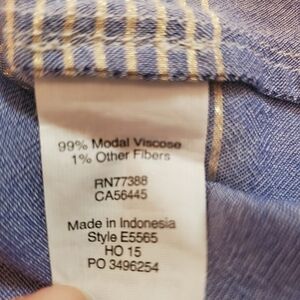 99% Modal Viscose
1% Other Fibers
RN77388
CA56445
Made in Indonesia
Style E5565
HO 15
PO 3496254